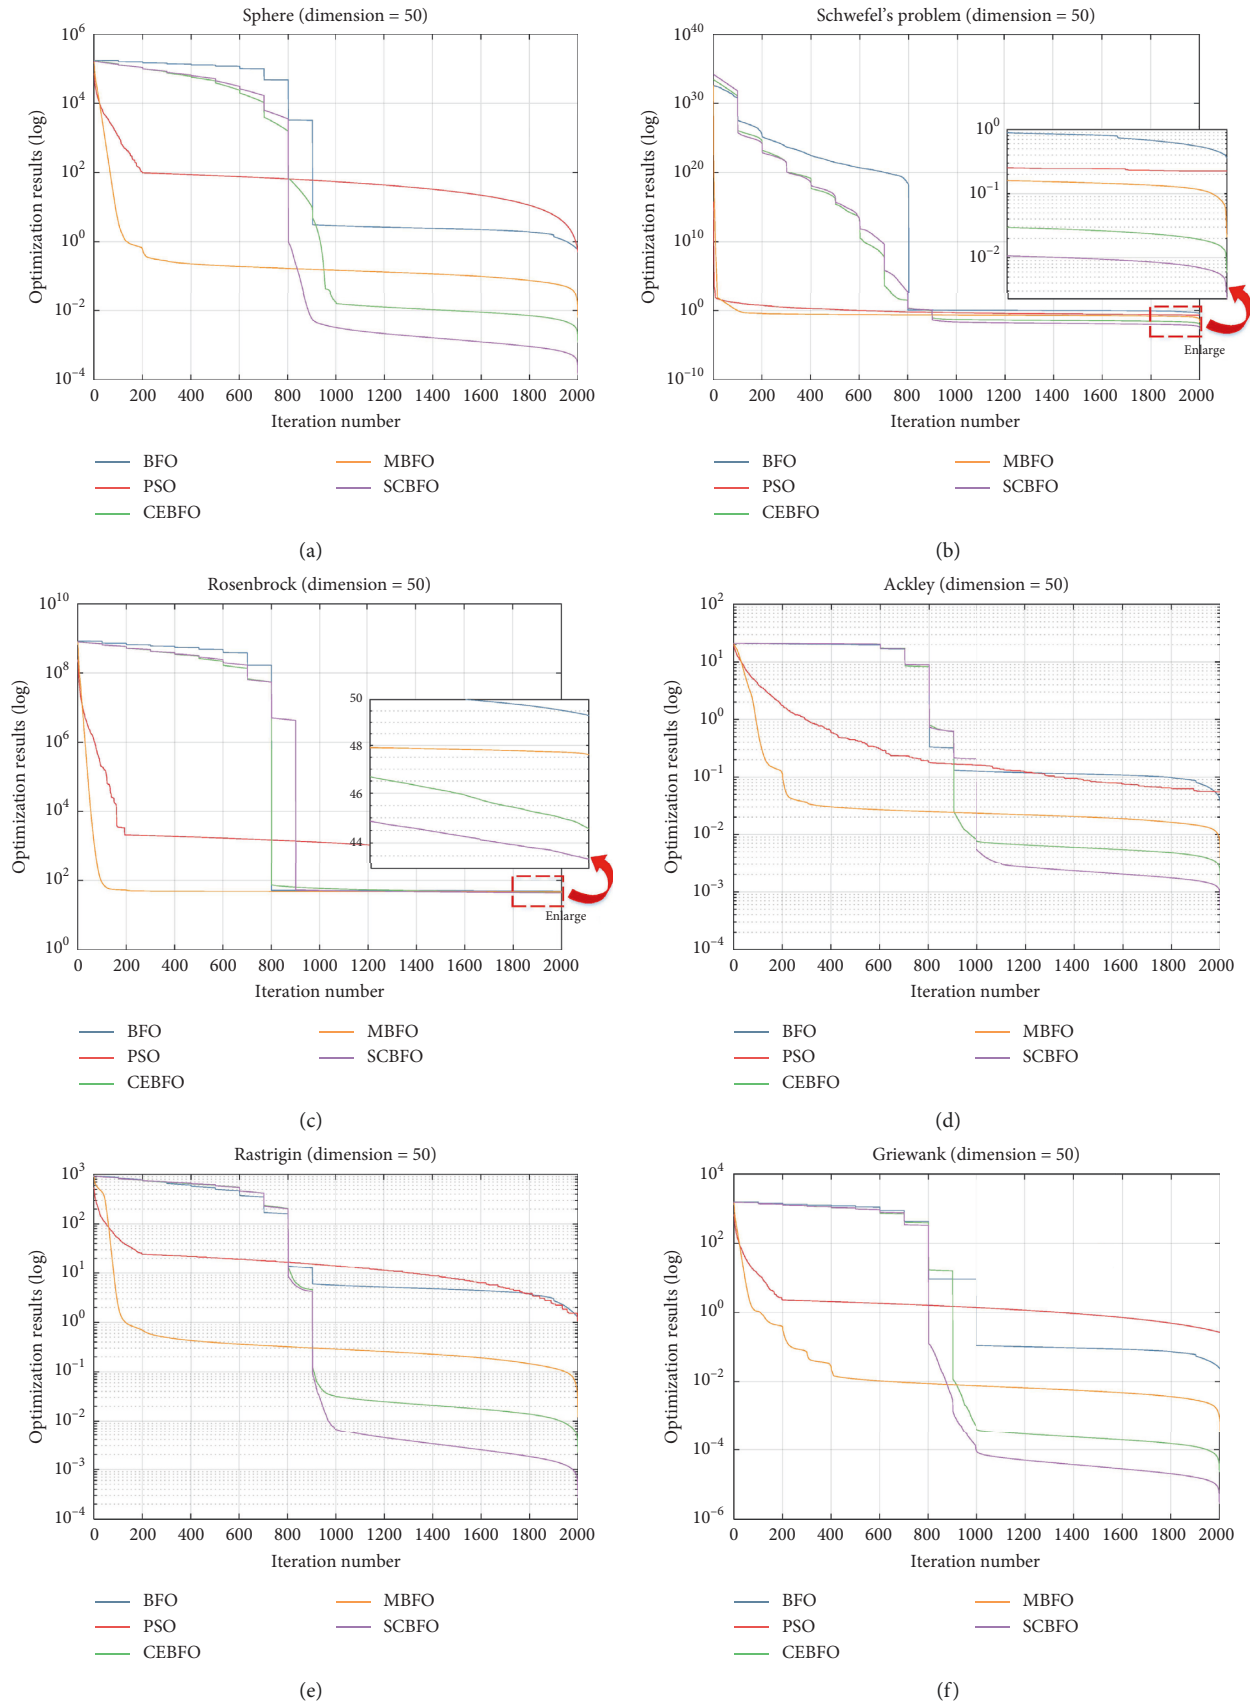 Sphere (dimension = 50)
10^6
10^4
10^2
10^0
10^−2
10^−4
Optimization results (log)
0 200 400 600 800 1000 1200 1400 1600 1800 2000
Iteration number
BFO
PSO
CEBFO
MBFO
SCBFO
(a)
Schwefel's problem (dimension = 50)
10^40
10^30
10^20
10^10
10^0
10^−10
Optimization results (log)
10^0
10^−1
10^−2
Enlarge
0 200 400 600 800 1000 1200 1400 1600 1800 2000
Iteration number
BFO
PSO
CEBFO
MBFO
SCBFO
(b)
Rosenbrock (dimension = 50)
10^10
10^8
10^6
10^4
10^2
10^0
Optimization results (log)
50
48
46
44
Enlarge
0 200 400 600 800 1000 1200 1400 1600 1800 2000
Iteration number
BFO
PSO
CEBFO
MBFO
SCBFO
(c)
Ackley (dimension = 50)
10^2
10^1
10^0
10^−1
10^−2
10^−3
10^−4
Optimization results (log)
0 200 400 600 800 1000 1200 1400 1600 1800 2000
Iteration number
BFO
PSO
CEBFO
MBFO
SCBFO
(d)
Rastrigin (dimension = 50)
10^3
10^2
10^1
10^0
10^−1
10^−2
10^−3
10^−4
Optimization results (log)
0 200 400 600 800 1000 1200 1400 1600 1800 2000
Iteration number
BFO
PSO
CEBFO
MBFO
SCBFO
(e)
Griewank (dimension = 50)
10^4
10^2
10^0
10^−2
10^−4
10^−6
Optimization results (log)
0 200 400 600 800 1000 1200 1400 1600 1800 2000
Iteration number
BFO
PSO
CEBFO
MBFO
SCBFO
(f)